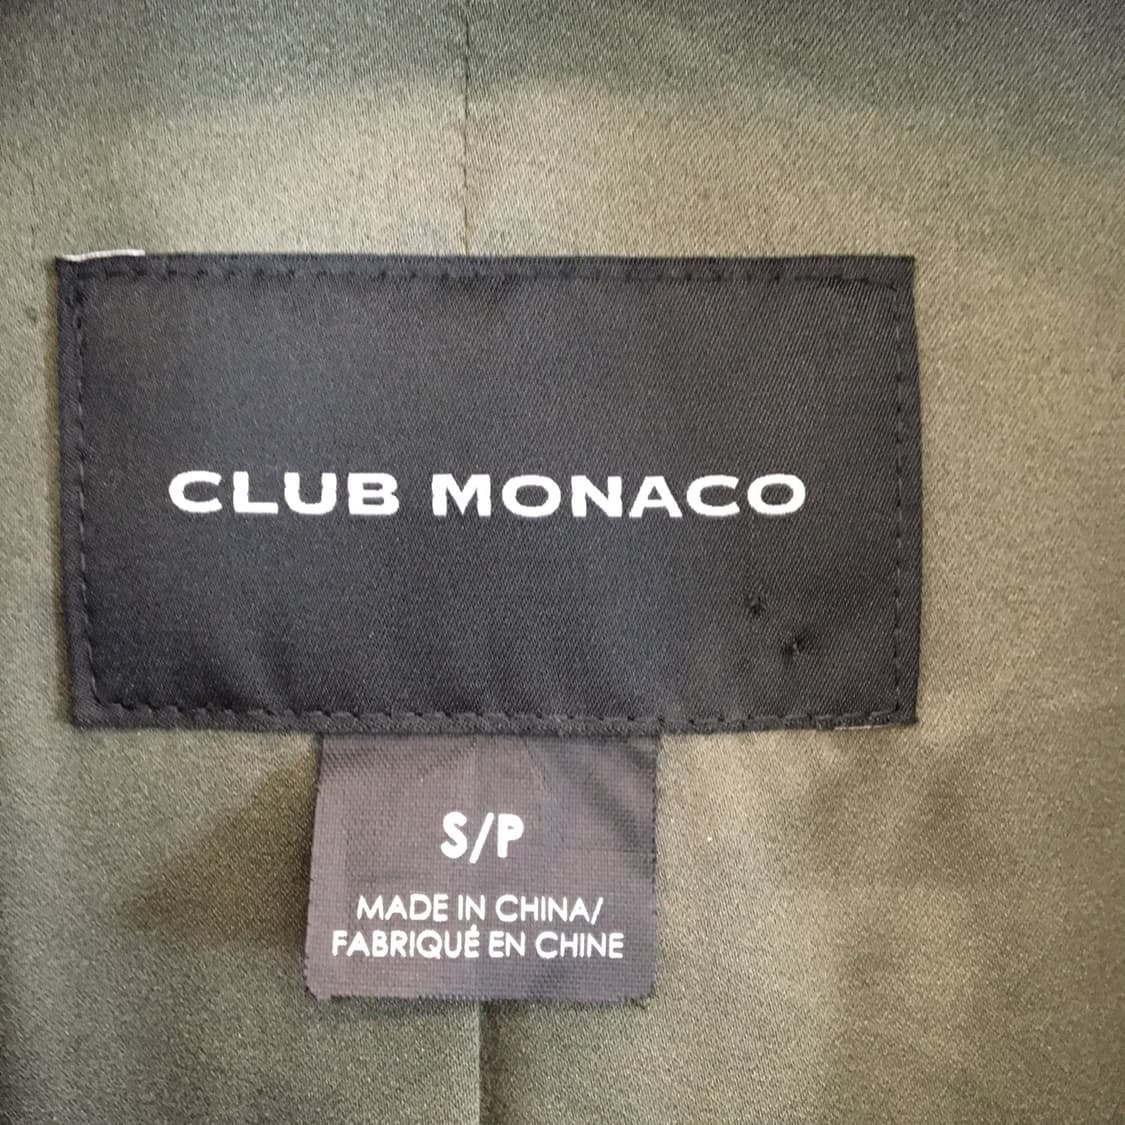 CLUB MONACO
S/P
MADE IN CHINA/
FABRIQUÉ EN CHINE